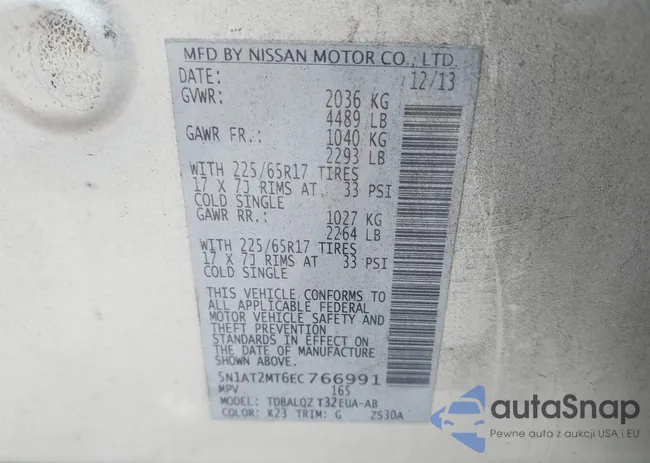 MFD BY NISSAN MOTOR CO., LTD.
DATE: 12/13
GVWR: 2036 KG
4489 LB
GAWR FR.: 1040 KG
2293 LB
WITH 225/65R17 TIRES
17 X 7J RIMS AT 33 PSI
COLD SINGLE
GAWR RR.: 1027 KG
2264 LB
WITH 225/65R17 TIRES
17 X 7J RIMS AT 33 PSI
COLD SINGLE
THIS VEHICLE CONFORMS TO
ALL APPLICABLE FEDERAL
MOTOR VEHICLE SAFETY AND
THEFT PREVENTION
STANDARDS IN EFFECT ON
THE DATE OF MANUFACTURE
SHOWN ABOVE.
5N1AT2MT6EC766991
MPV 165
MODEL: TDBALQZ T32EUA-AB
COLOR: K23 TRIM: G ZS30A
autoSnap
Pewne auto z aukcji USA i EU